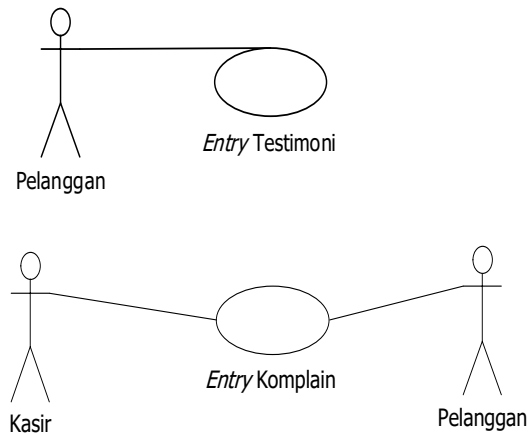 Entry Testimoni
Pelanggan
Entry Komplain
Kasir
Pelanggan